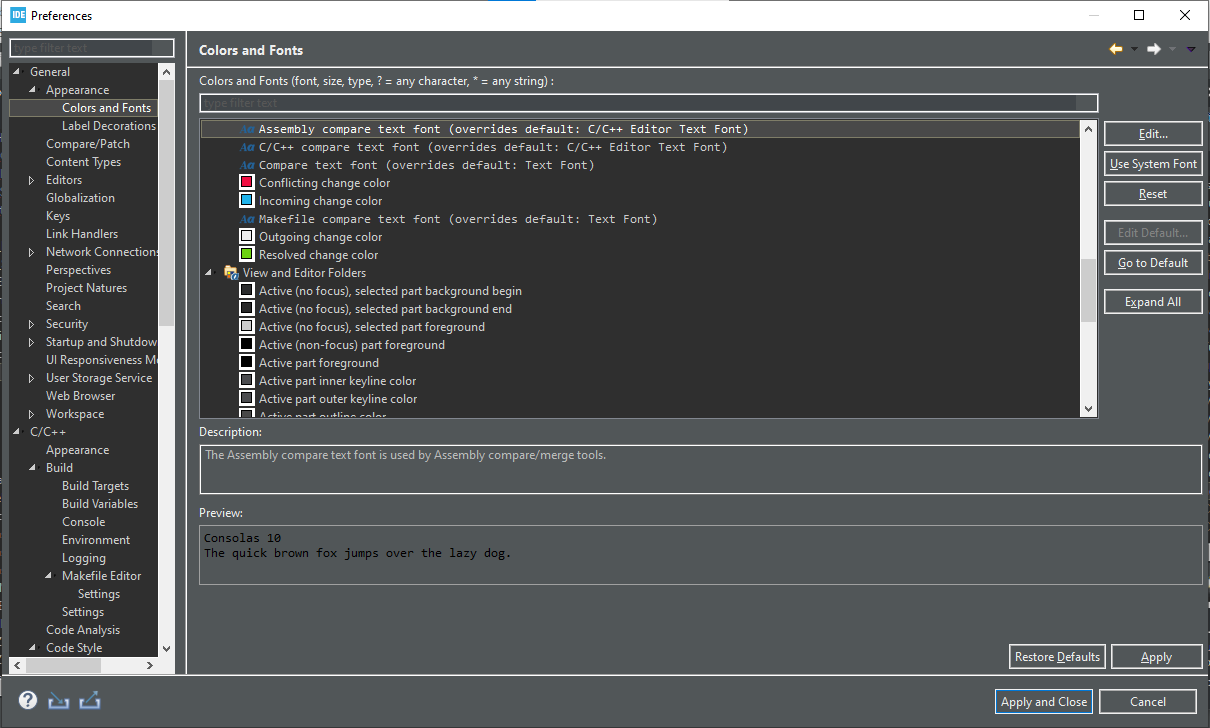 IDE Preferences
type filter text
General
Appearance
Colors and Fonts
Label Decorations
Compare/Patch
Content Types
Editors
Globalization
Keys
Link Handlers
Network Connections
Perspectives
Project Natures
Search
Security
Startup and Shutdow
UI Responsiveness Mo
User Storage Service
Web Browser
Workspace
C/C++
Appearance
Build
Build Targets
Build Variables
Console
Environment
Logging
Makefile Editor
Settings
Settings
Code Analysis
Code Style
Colors and Fonts
Colors and Fonts (font, size, type, ? = any character, * = any string) :
type filter text
Aa Assembly compare text font (overrides default: C/C++ Editor Text Font)
Aa C/C++ compare text font (overrides default: C/C++ Editor Text Font)
Aa Compare text font (overrides default: Text Font)
Conflicting change color
Incoming change color
Aa Makefile compare text font (overrides default: Text Font)
Outgoing change color
Resolved change color
View and Editor Folders
Active (no focus), selected part background begin
Active (no focus), selected part background end
Active (no focus), selected part foreground
Active (non-focus) part foreground
Active part foreground
Active part inner keyline color
Active part outer keyline color
Active part outline color
Edit...
Use System Font
Reset
Edit Default...
Go to Default
Expand All
Description:
The Assembly compare text font is used by Assembly compare/merge tools.
Preview:
Consolas 10
The quick brown fox jumps over the lazy dog.
Restore Defaults
Apply
?
Apply and Close
Cancel